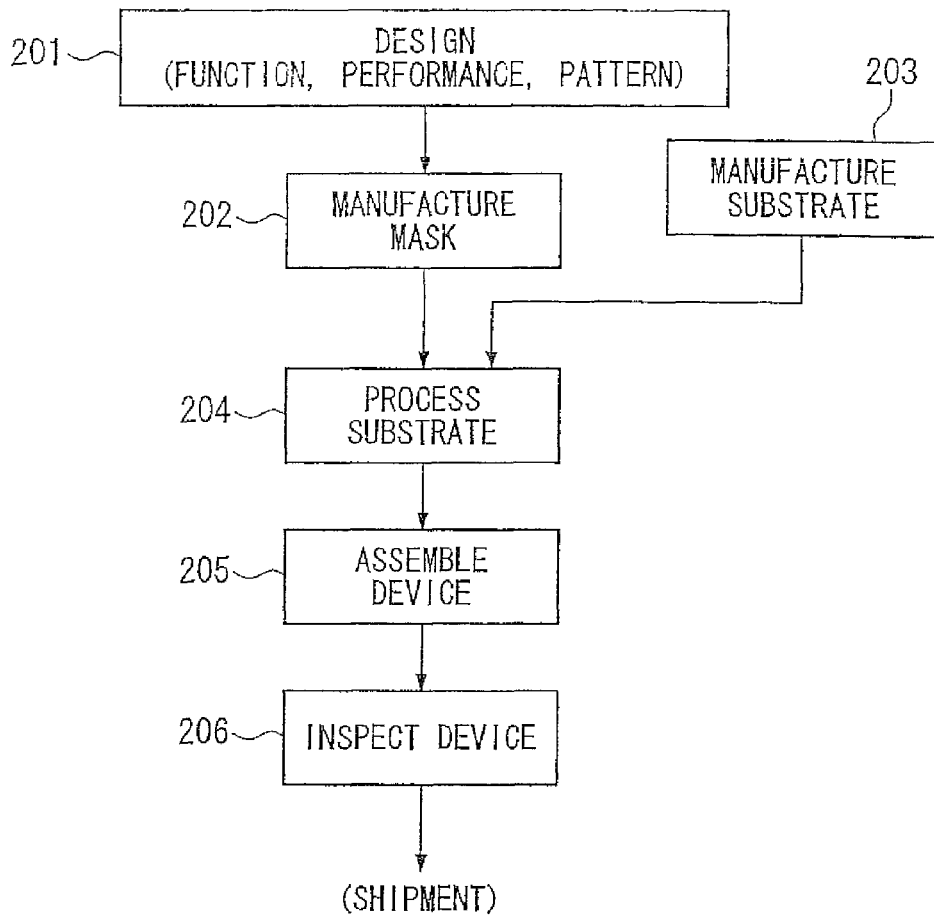 201
DESIGN
(FUNCTION, PERFORMANCE, PATTERN)
203
MANUFACTURE
SUBSTRATE
202
MANUFACTURE
MASK
204
PROCESS
SUBSTRATE
205
ASSEMBLE
DEVICE
206
INSPECT DEVICE
(SHIPMENT)